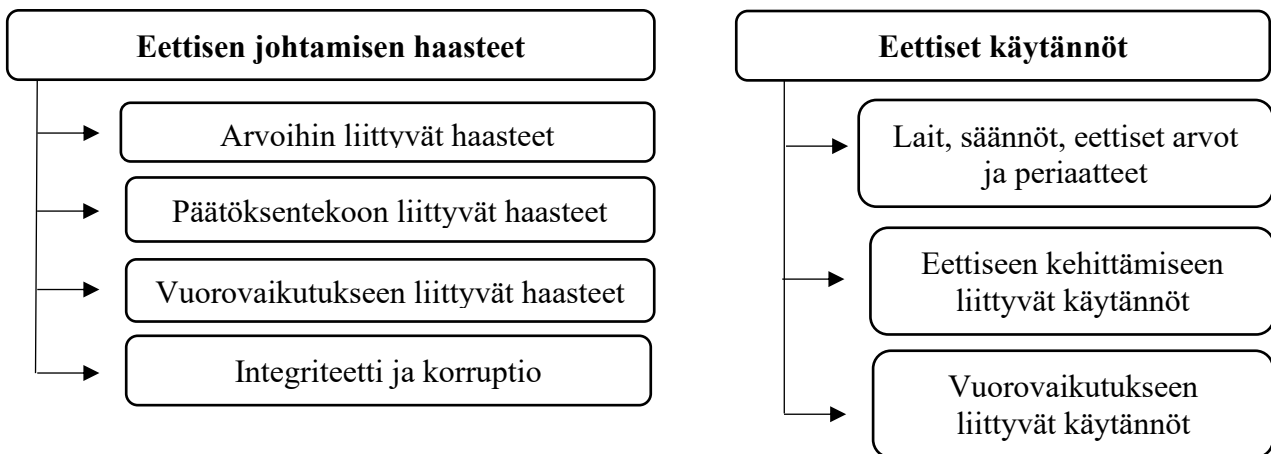 Eettisen johtamisen haasteet
Arvoihin liittyvät haasteet
Päätöksentekoon liittyvät haasteet
Vuorovaikutukseen liittyvät haasteet
Integriteetti ja korruptio
Eettiset käytännöt
Lait, säännöt, eettiset arvot
ja periaatteet
Eettiseen kehittämiseen
liittyvät käytännöt
Vuorovaikutukseen
liittyvät käytännöt